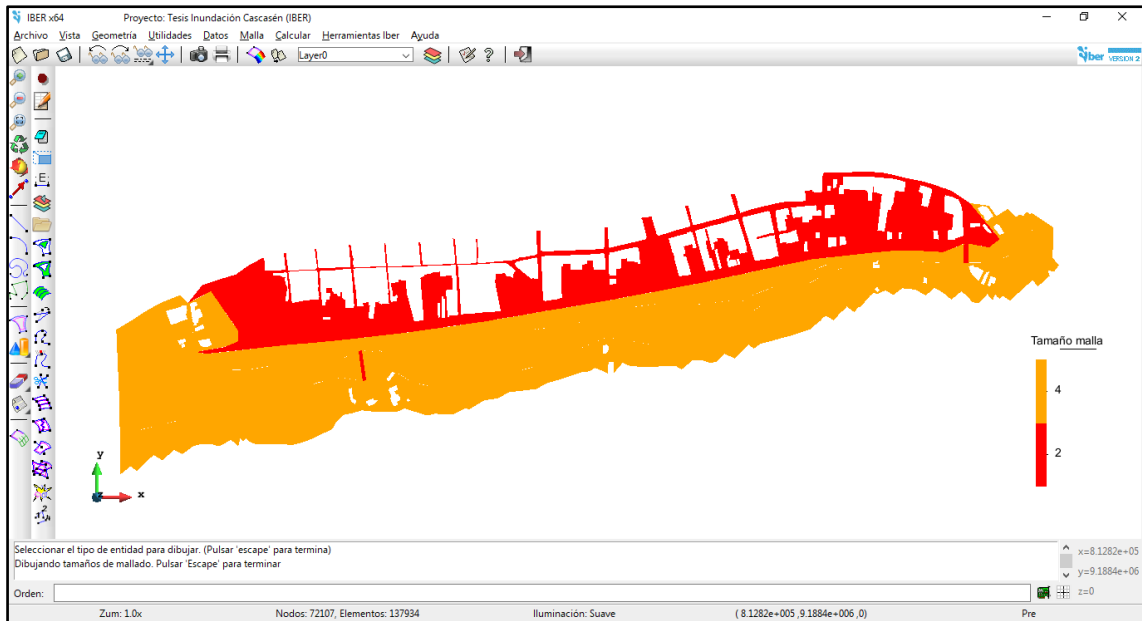 IBER x64 Proyecto: Tesis Inundación Cascasén (IBER)
Archivo Vista Geometría Utilidades Datos Malla Calcular Herramientas Iber Ayuda
Layer0
iber VERSION 2
E
Tamaño malla
4
2
y
x
Seleccionar el tipo de entidad para dibujar. (Pulsar 'escape' para termina)
Dibujando tamaños de mallado. Pulsar 'Escape' para terminar
x=8.1282e+05
y=9.1884e+06
z=0
Orden:
Zum: 1.0x Nodos: 72107, Elementos: 137934 Iluminación: Suave ( 8.1282e+005 ,9.1884e+006 ,0) Pre